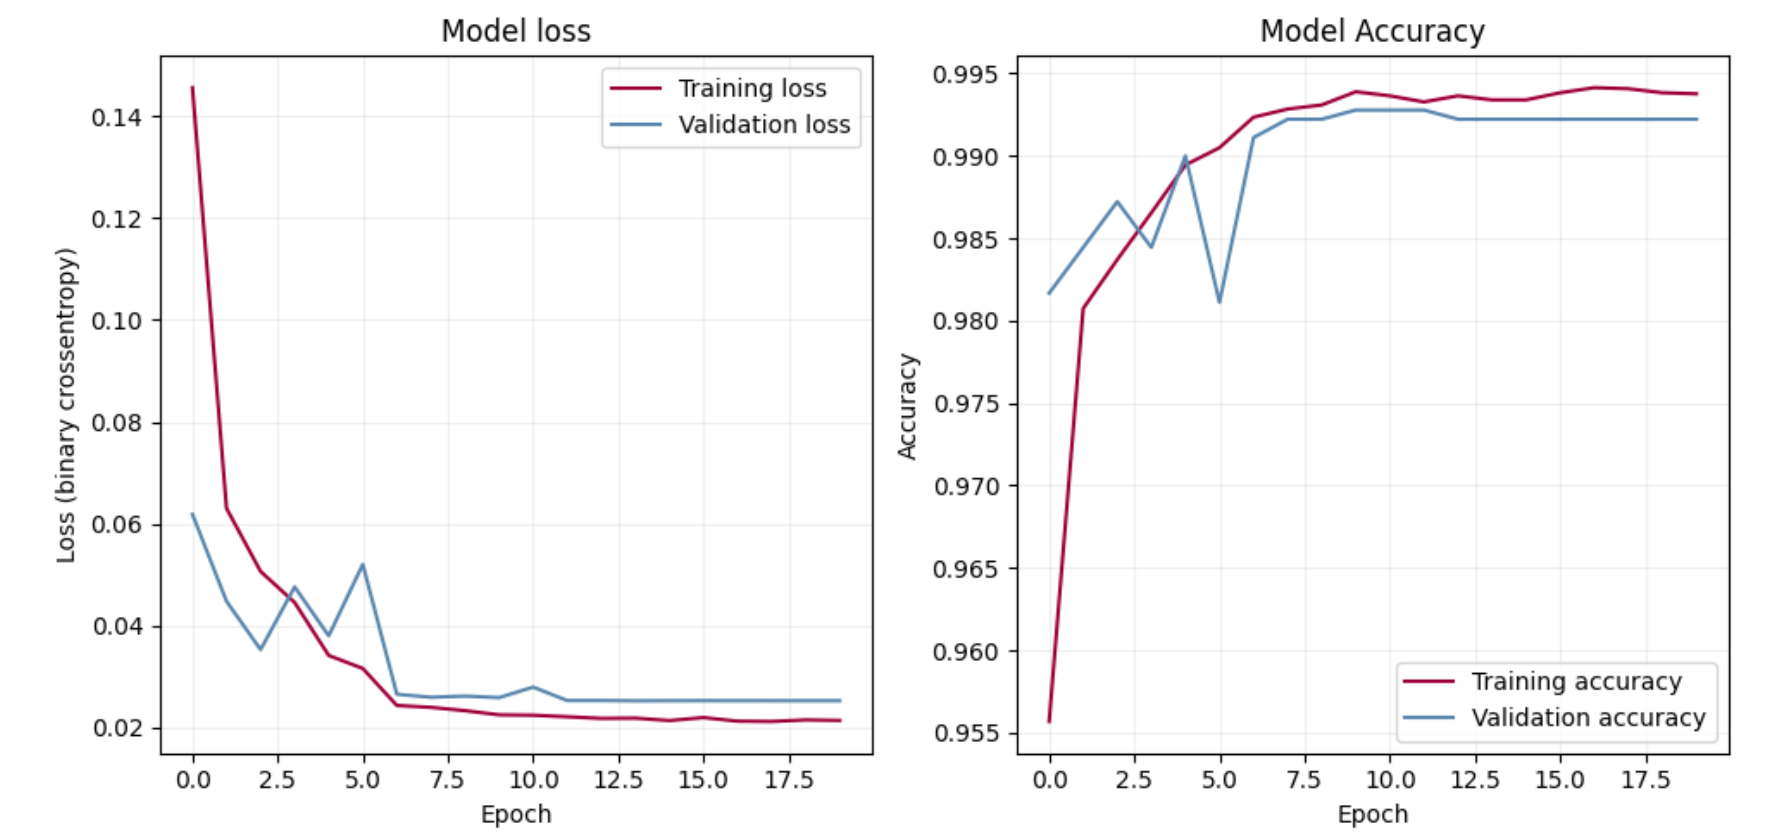 Model loss
Training loss
Validation loss
0.14
0.12
0.10
0.08
0.06
0.04
0.02
Loss (binary crossentropy)
0.0 2.5 5.0 7.5 10.0 12.5 15.0 17.5
Epoch
Model Accuracy
0.995
0.990
0.985
0.980
0.975
0.970
0.965
0.960
0.955
Accuracy
Training accuracy
Validation accuracy
0.0 2.5 5.0 7.5 10.0 12.5 15.0 17.5
Epoch